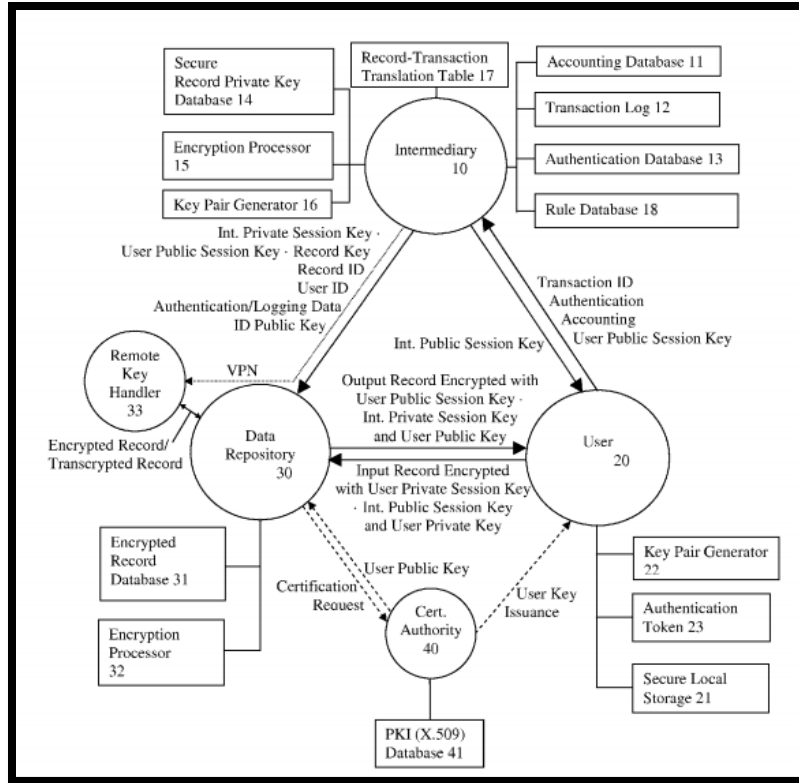 Secure
Record Private Key
Database 14
Record-Transaction
Translation Table 17
Accounting Database 11
Transaction Log 12
Encryption Processor
15
Intermediary
10
Authentication Database 13
Key Pair Generator 16
Rule Database 18
Int. Private Session Key ·
User Public Session Key · Record Key
Record ID
User ID
Authentication/Logging Data
ID Public Key
Transaction ID
Authentication
Accounting
User Public Session Key
Int. Public Session Key
Remote
Key
Handler
33
VPN
Encrypted Record/
Transcrypted Record
Data
Repository
30
Output Record Encrypted with
User Public Session Key ·
Int. Private Session Key
and User Public Key
User
20
Input Record Encrypted
with User Private Session Key
· Int. Public Session Key
and User Private Key
Encrypted
Record
Database 31
Encryption
Processor
32
User Public Key
Certification
Request
Cert.
Authority
40
User Key
Issuance
Key Pair Generator
22
Authentication
Token 23
Secure Local
Storage 21
PKI (X.509)
Database 41